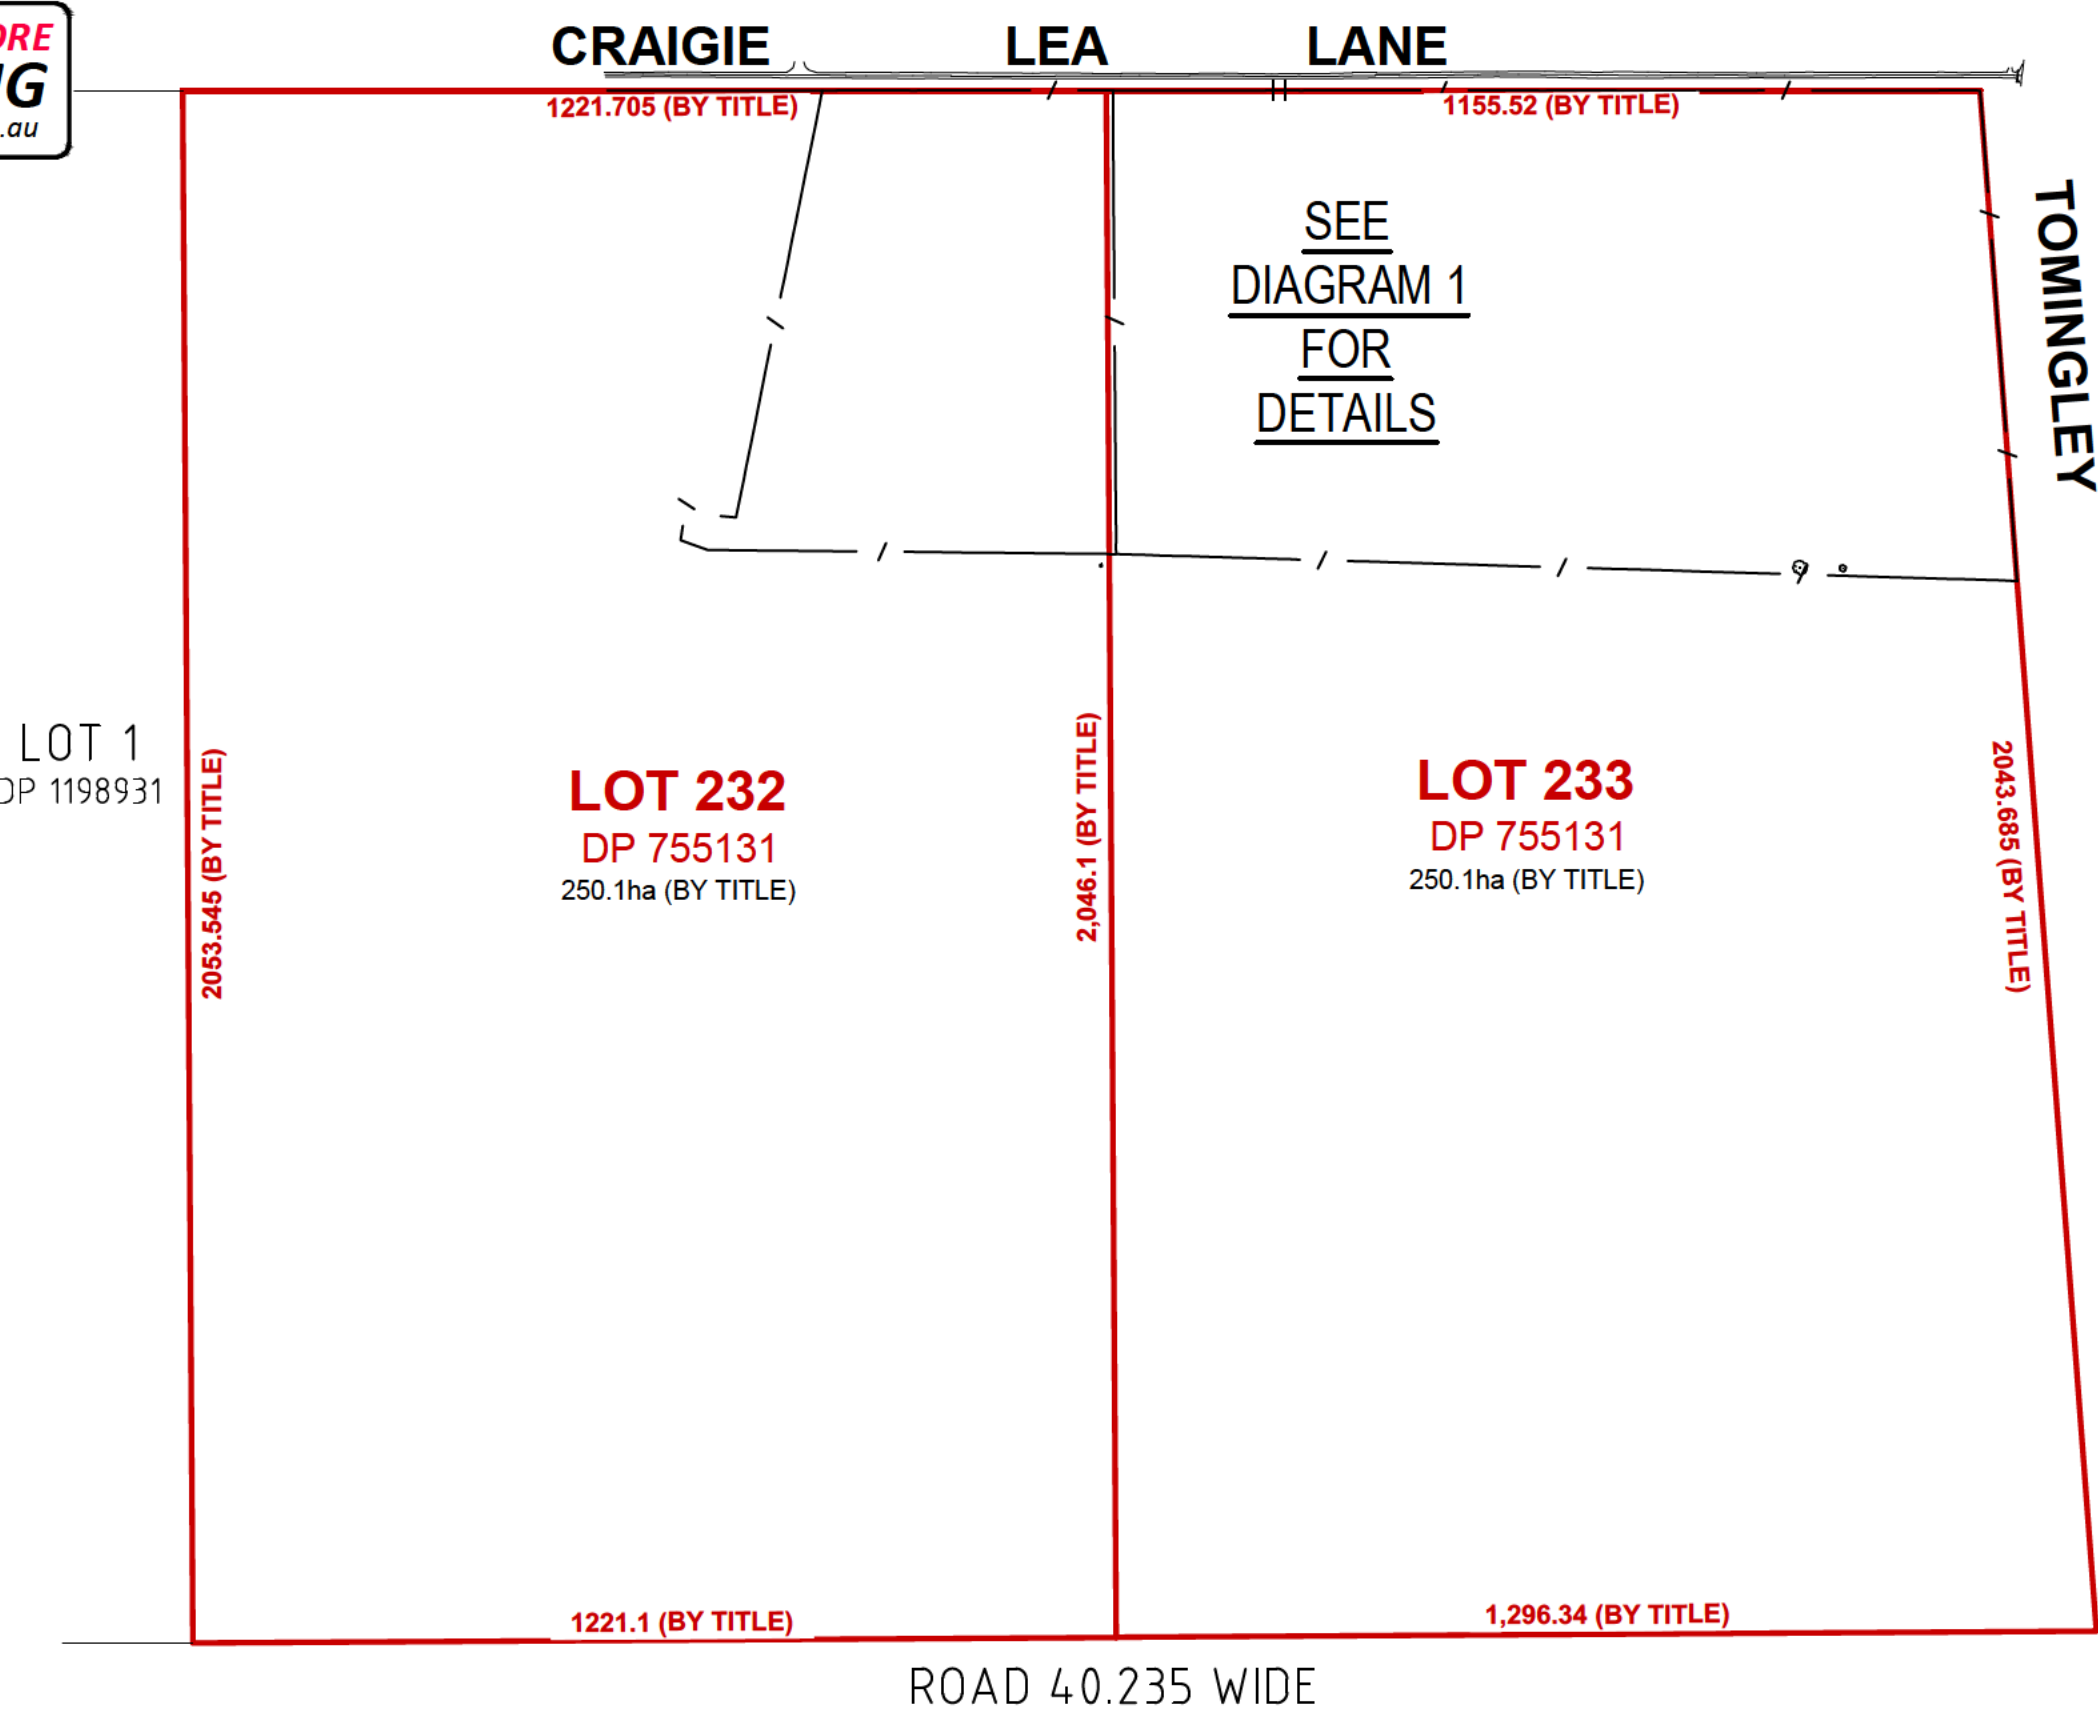 CRAIGIE LEA LANE
.au
1221.705 (BY TITLE)
1155.52 (BY TITLE)
TOMINGLEY
SEE
DIAGRAM 1
FOR
DETAILS
LOT 1
DP 1198931
2053.545 (BY TITLE)
LOT 232
DP 755131
250.1ha (BY TITLE)
2,046.1 (BY TITLE)
LOT 233
DP 755131
250.1ha (BY TITLE)
2043.685 (BY TITLE)
1221.1 (BY TITLE)
1,296.34 (BY TITLE)
ROAD 40.235 WIDE